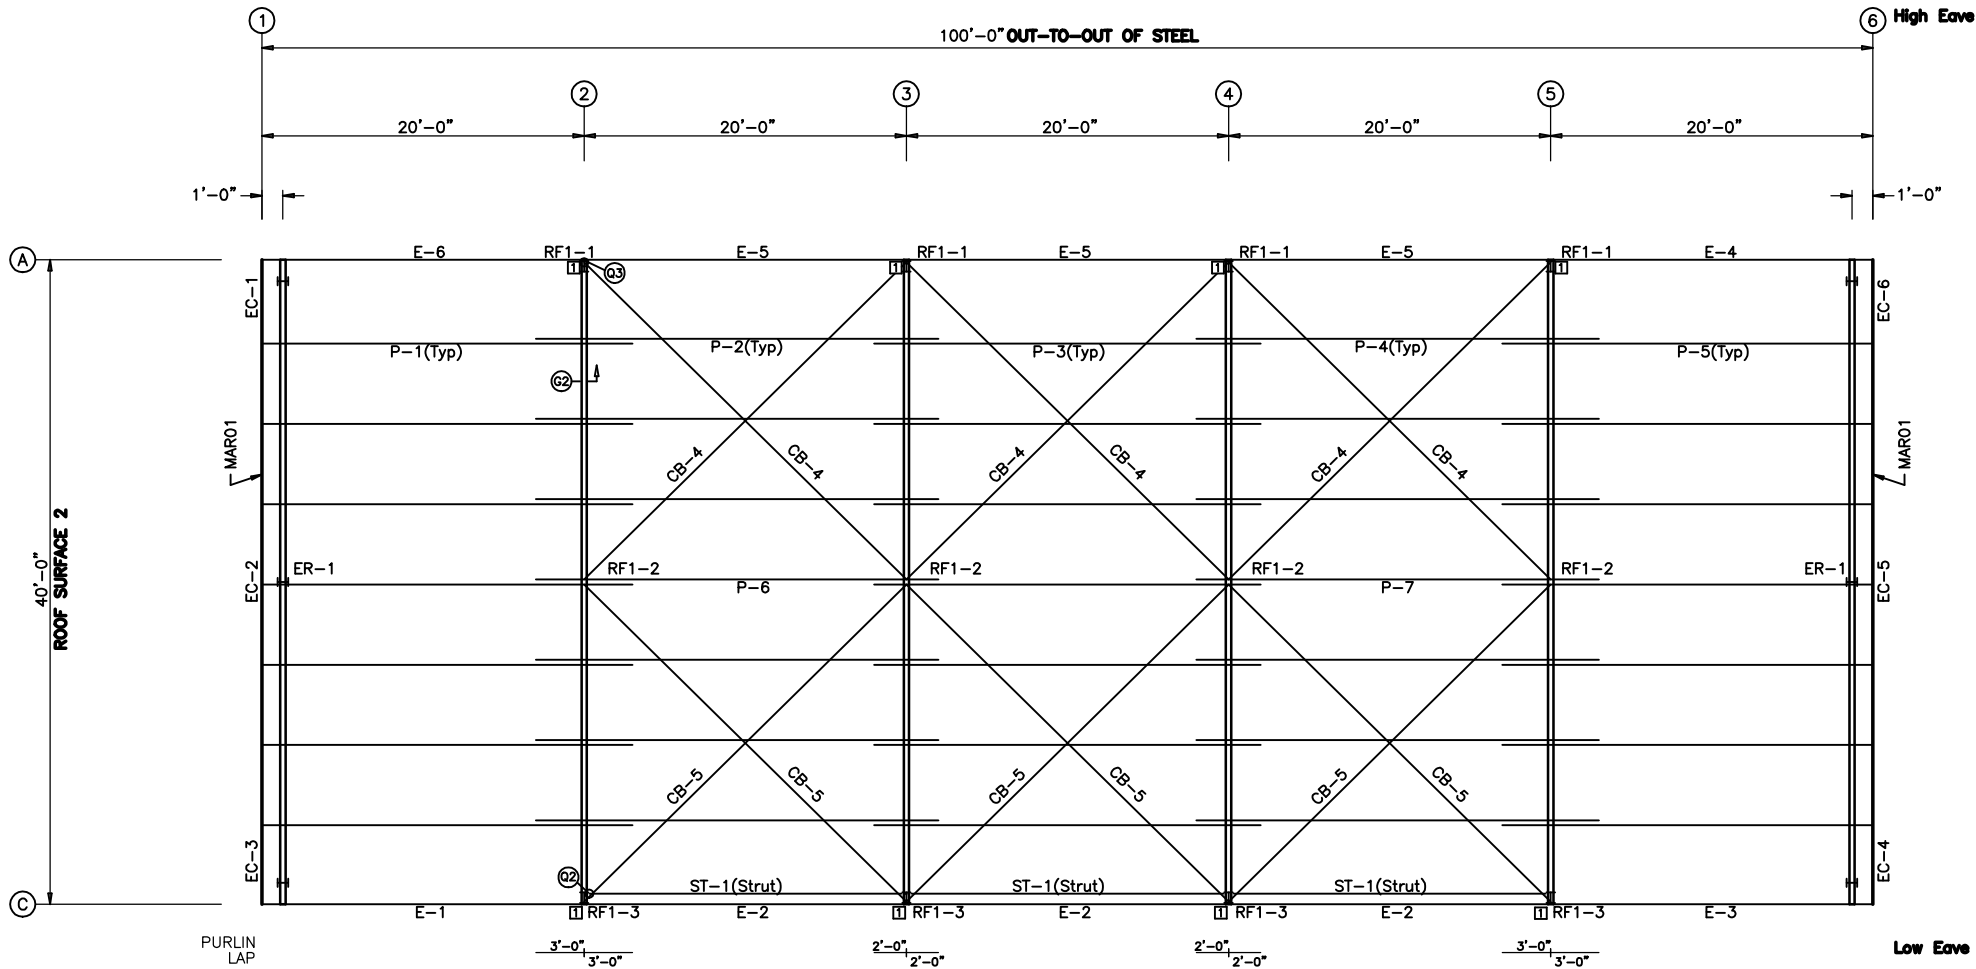 1
6 High Eave
100'-0" OUT-TO-OUT OF STEEL
2 3 4 5
20'-0" 20'-0" 20'-0" 20'-0" 20'-0"
1'-0" 1'-0"
A E-6 RF1-1 E-5 RF1-1 E-5 RF1-1 E-5 RF1-1 E-4
1 Q3 1 1 1
EC-1 EC-6
P-1(Typ) P-2(Typ) P-3(Typ) P-4(Typ) P-5(Typ)
G2
MAR01 MAR01
CB-4 CB-4 CB-4 CB-4 CB-4 CB-4
40'-0"
ROOF SURFACE 2
EC-2 ER-1 RF1-2 RF1-2 RF1-2 RF1-2 ER-1 EC-5
P-6 P-7
CB-5 CB-5 CB-5 CB-5 CB-5 CB-5
EC-3 EC-4
Q2 ST-1(Strut) ST-1(Strut) ST-1(Strut)
C E-1 1 RF1-3 E-2 1 RF1-3 E-2 1 RF1-3 E-2 1 RF1-3 E-3
PURLIN
LAP
3'-0" 2'-0" 2'-0" 3'-0"
3'-0" 2'-0" 2'-0" 3'-0"
Low Eave